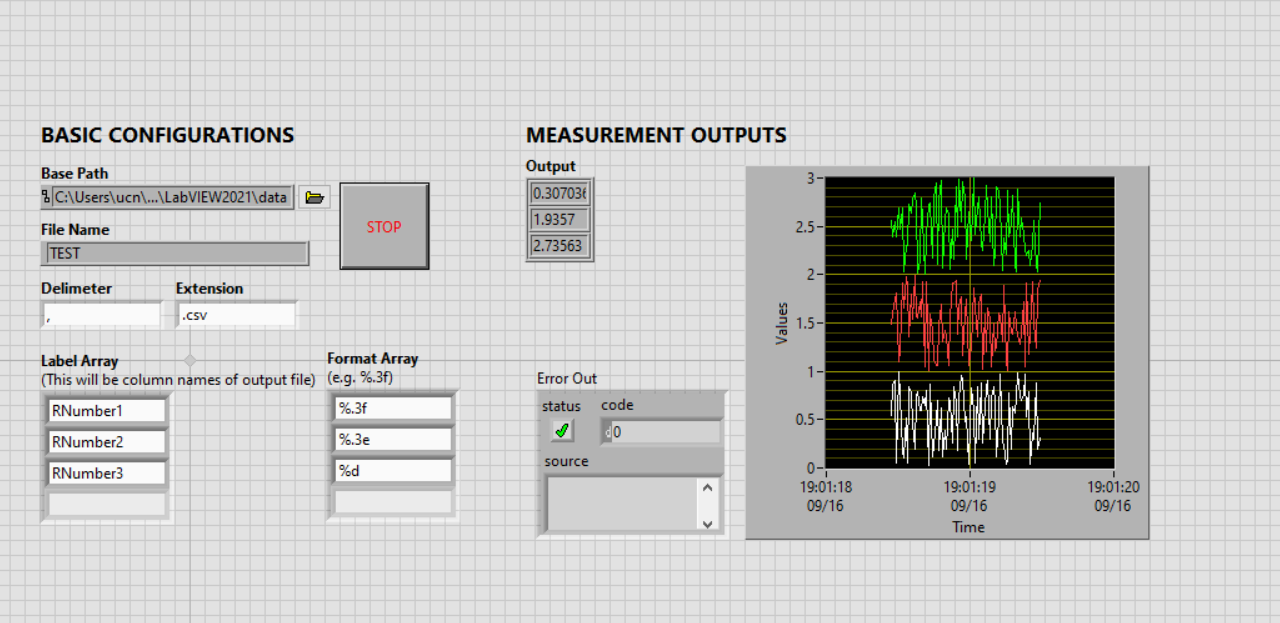 BASIC CONFIGURATIONS
Base Path
C:\Users\ucn\...\LabVIEW2021\data
File Name
TEST
STOP
Delimeter
Extension
,
.csv
Label Array
(This will be column names of output file)
RNumber1
RNumber2
RNumber3
Format Array
(e.g. %.3f)
%.3f
%.3e
%d
MEASUREMENT OUTPUTS
Output
0.307036
1.9357
2.73563
Error Out
status
code
d 0
source
Values
3
2.5
2
1.5
1
0.5
0
19:01:18
09/16
19:01:19
09/16
19:01:20
09/16
Time